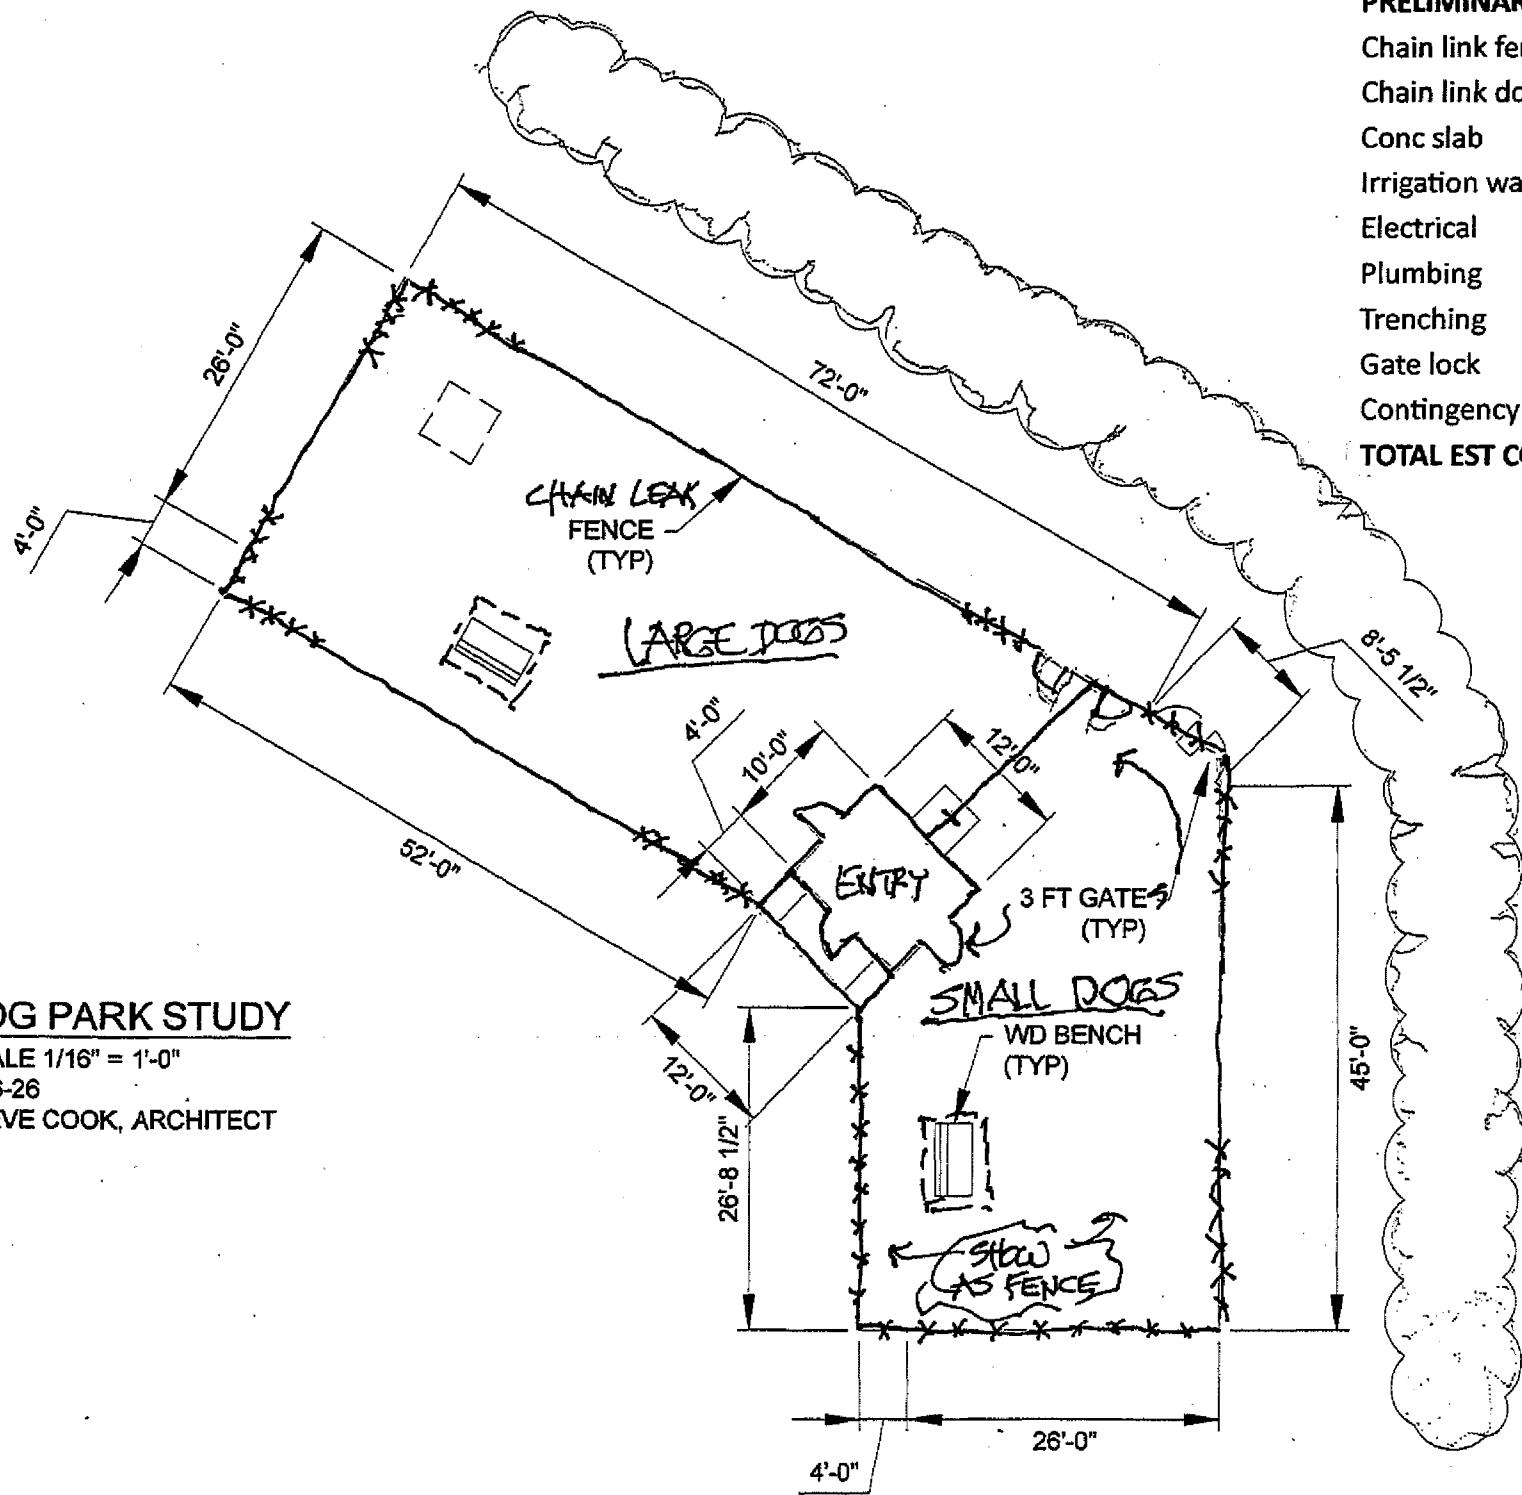 PRELIMINAR
Chain link fe
Chain link do
Conc slab
Irrigation wa
Electrical
Plumbing
Trenching
Gate lock
Contingency
TOTAL EST CO
26'-0"
72'-0"
4'-0"
CHAIN LEAK
FENCE
(TYP)
LARGE DOGS
8'-5 1/2"
4'-0"
10'-0"
12'-0"
52'-0"
ENTRY
3 FT GATES
(TYP)
SMALL DOGS
WD BENCH
(TYP)
12'-0"
26'-8 1/2"
45'-0"
SHOW
AS FENCE
26'-0"
4'-0"
OG PARK STUDY
ALE 1/16" = 1'-0"
6-26
EVE COOK, ARCHITECT